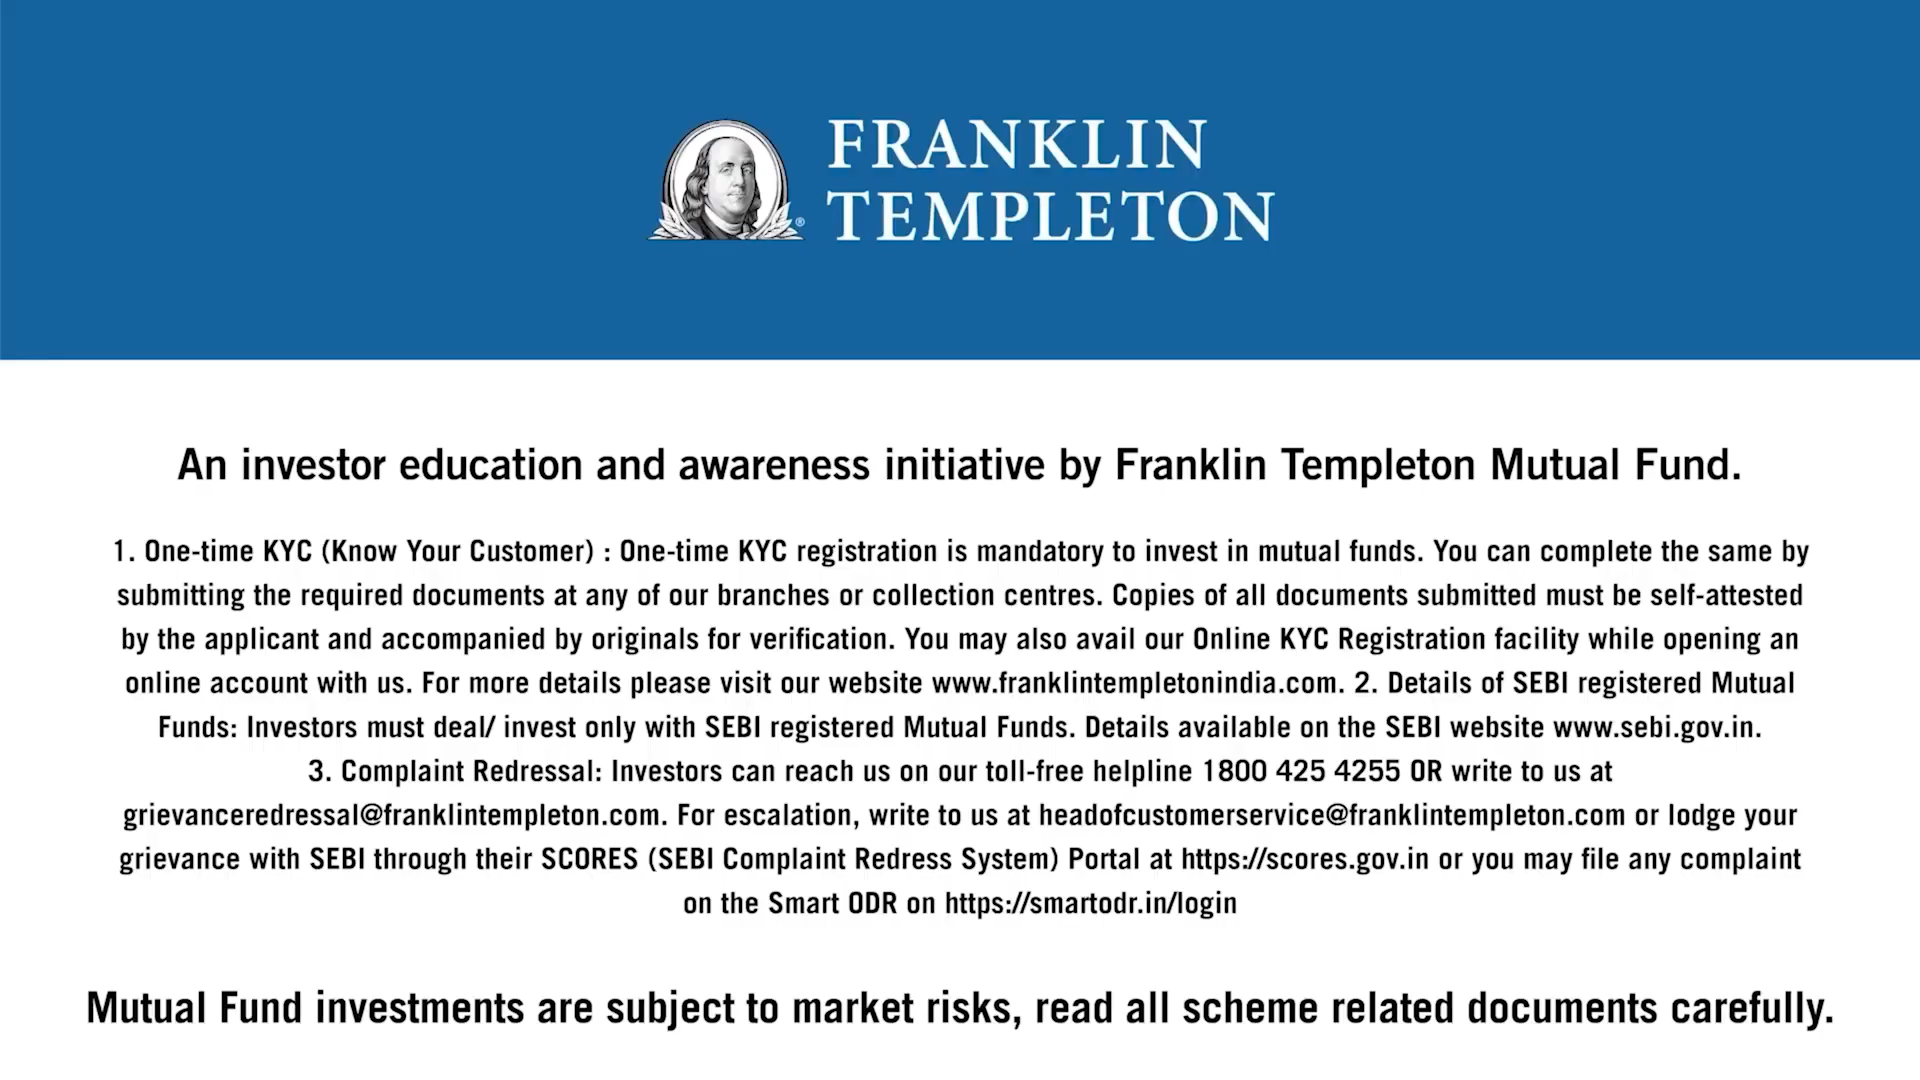 FRANKLIN
TEMPLETON
®
An investor education and awareness initiative by Franklin Templeton Mutual Fund.
1. One-time KYC (Know Your Customer) : One-time KYC registration is mandatory to invest in mutual funds. You can complete the same by
submitting the required documents at any of our branches or collection centres. Copies of all documents submitted must be self-attested
by the applicant and accompanied by originals for verification. You may also avail our Online KYC Registration facility while opening an
online account with us. For more details please visit our website www.franklintempletonindia.com. 2. Details of SEBI registered Mutual
Funds: Investors must deal/ invest only with SEBI registered Mutual Funds. Details available on the SEBI website www.sebi.gov.in.
3. Complaint Redressal: Investors can reach us on our toll-free helpline 1800 425 4255 OR write to us at
grievanceredressal@franklintempleton.com. For escalation, write to us at headofcustomerservice@franklintempleton.com or lodge your
grievance with SEBI through their SCORES (SEBI Complaint Redress System) Portal at https://scores.gov.in or you may file any complaint
on the Smart ODR on https://smartodr.in/login
Mutual Fund investments are subject to market risks, read all scheme related documents carefully.